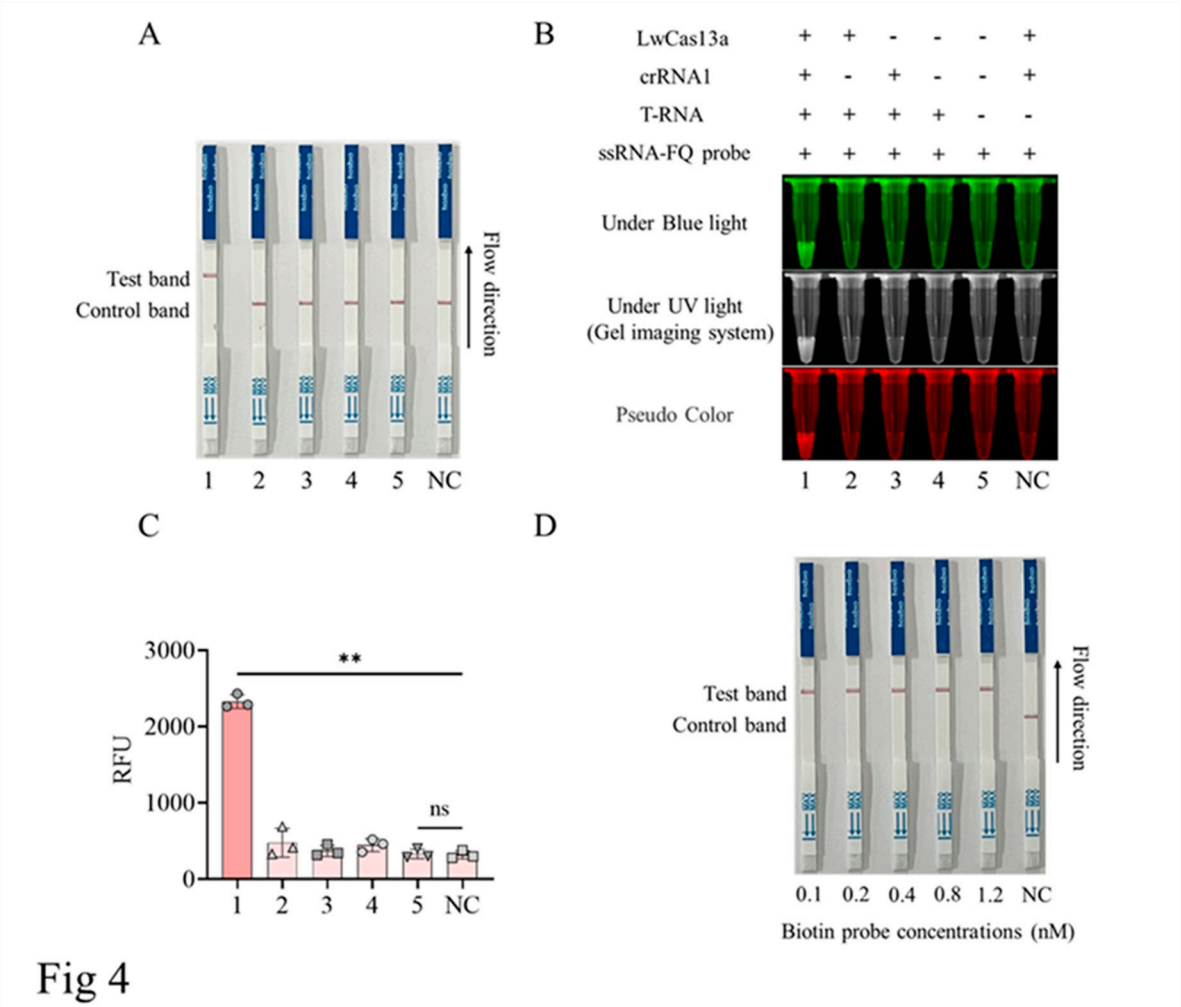 A
Test band
Control band
Flow direction
1 2 3 4 5 NC
B
LwCas13a + + - - - +
crRNA1 + - + - - +
T-RNA + + + + - -
ssRNA-FQ probe + + + + + +
Under Blue light
Under UV light
(Gel imaging system)
Pseudo Color
1 2 3 4 5 NC
C
3000
2000
1000
0
RFU
**
ns
1 2 3 4 5 NC
D
Test band
Control band
Flow direction
0.1 0.2 0.4 0.8 1.2 NC
Biotin probe concentrations (nM)
Fig 4